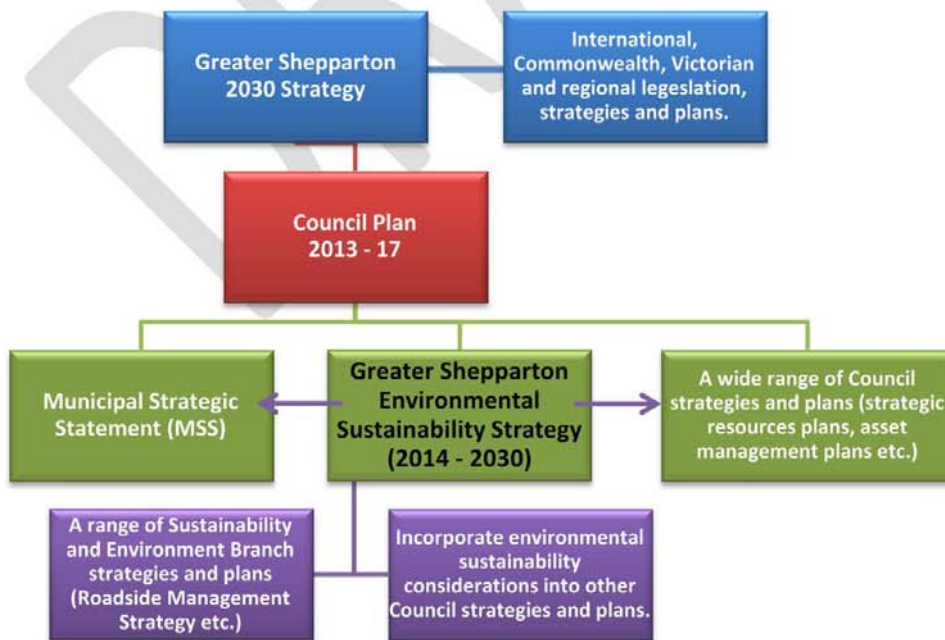 Greater Shepparton
2030 Strategy
International,
Commonwealth, Victorian
and regional legeslation,
strategies and plans.
Council Plan
2013 - 17
Municipal Strategic
Statement (MSS)
Greater Shepparton
Environmental
Sustainability Strategy
(2014 - 2030)
A wide range of Council
strategies and plans (strategic
resources plans, asset
management plans etc.)
A range of Sustainability
and Environment Branch
strategies and plans
(Roadside Management
Strategy etc.)
Incorporate environmental
sustainability
considerations into other
Council strategies and plans.